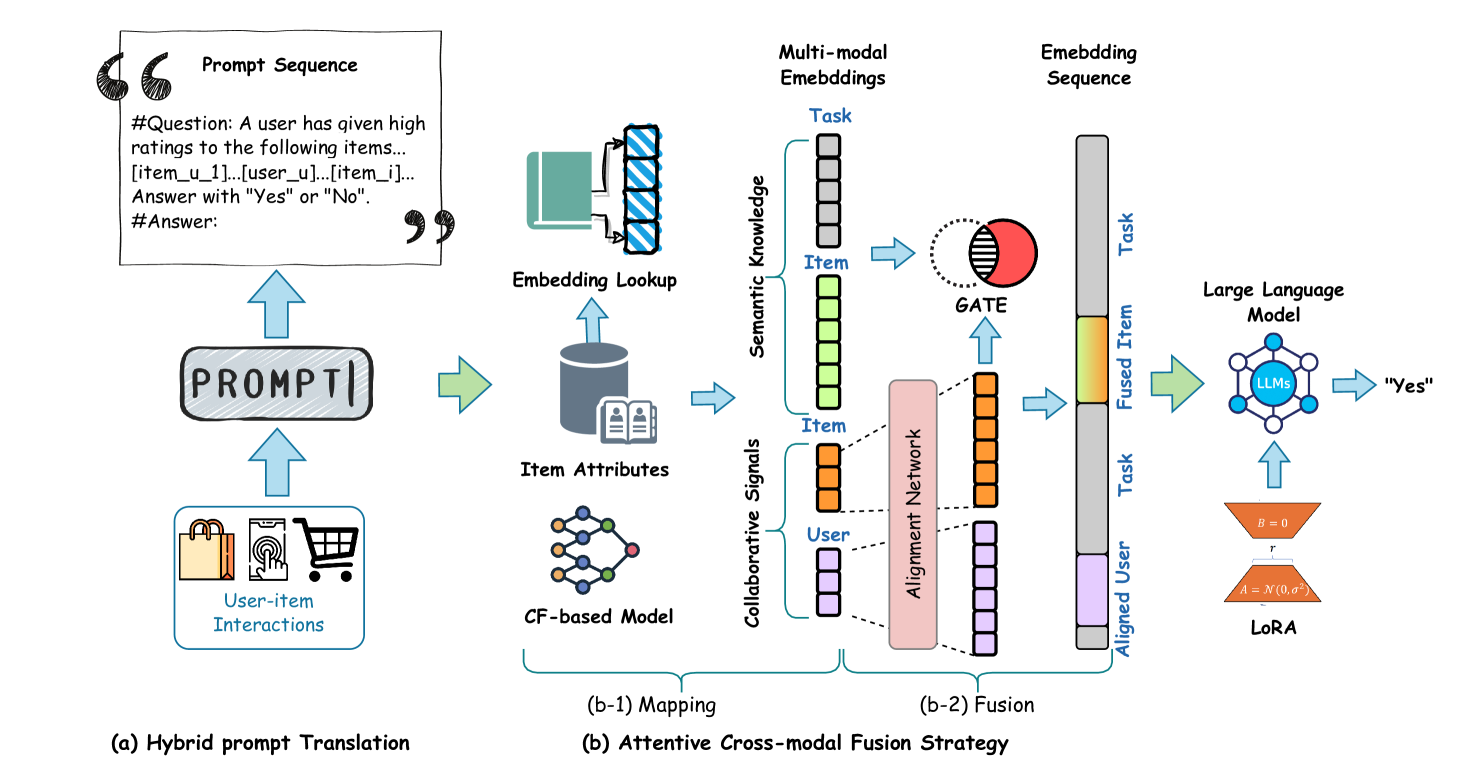 Prompt Sequence
#Question: A user has given high
ratings to the following items...
[item_u_1]...[user_u]...[item_i]...
Answer with "Yes" or "No".
#Answer:
PROMPT
User-item
Interactions
(a) Hybrid prompt Translation
Embedding Lookup
Item Attributes
CF-based Model
Multi-modal
Emebddings
Task
Semantic Knowledge
Item
Item
Collaborative Signals
User
(b-1) Mapping
Alignment Network
GATE
(b-2) Fusion
(b) Attentive Cross-modal Fusion Strategy
Emebdding
Sequence
Task
Fused Item
Task
Aligned User
Large Language
Model
LLMs
"Yes"
B = 0
r
A = N(0, σ²)
LoRA